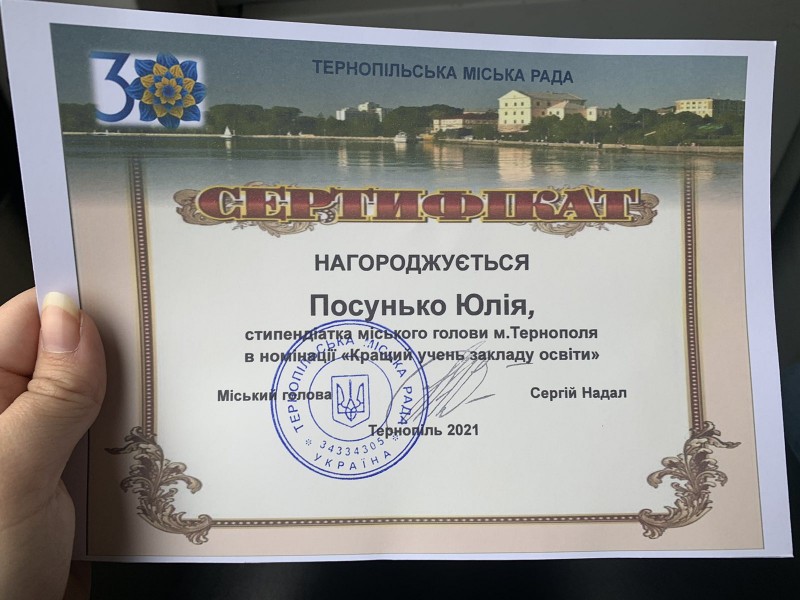 30
ТЕРНОПІЛЬСЬКА МІСЬКА РАДА
СЕРТИФІКАТ
НАГОРОДЖУЄТЬСЯ
Посунько Юлія,
стипендіатка міського голови м.Тернополя
в номінації «Кращий учень закладу освіти»
Міський голова Сергій Надал
Тернопіль 2021
ТЕРНОПІЛЬСЬКА МІСЬКА РАДА
34334305
УКРАЇНА